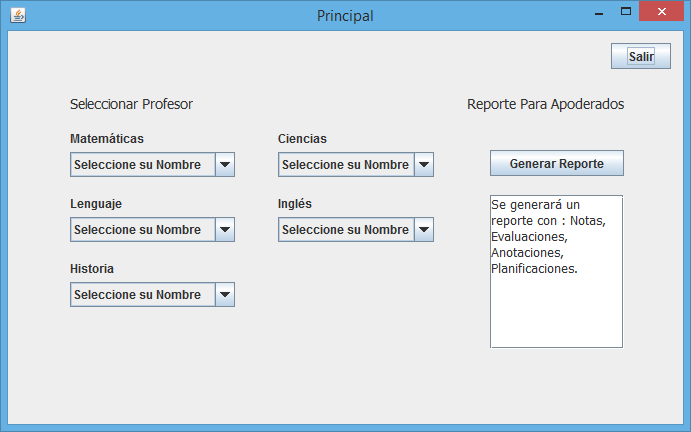 Principal
Salir
Seleccionar Profesor
Reporte Para Apoderados
Matemáticas
Ciencias
Seleccione su Nombre
Seleccione su Nombre
Generar Reporte
Lenguaje
Inglés
Seleccione su Nombre
Seleccione su Nombre
Historia
Seleccione su Nombre
Se generará un
reporte con : Notas,
Evaluaciones,
Anotaciones,
Planificaciones.